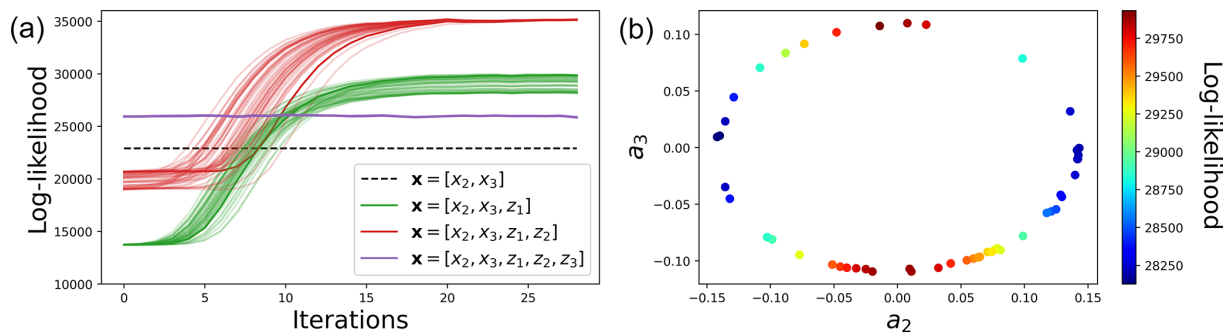 (a)
Log-likelihood
35000
30000
25000
20000
15000
10000
0
5
10
15
20
25
Iterations
x = [x₂, x₃]
x = [x₂, x₃, z₁]
x = [x₂, x₃, z₁, z₂]
x = [x₂, x₃, z₁, z₂, z₃]
(b)
a₃
0.10
0.05
0.00
−0.05
−0.10
−0.15
−0.10
−0.05
0.00
0.05
0.10
0.15
a₂
29750
29500
29250
29000
28750
28500
28250
Log-likelihood